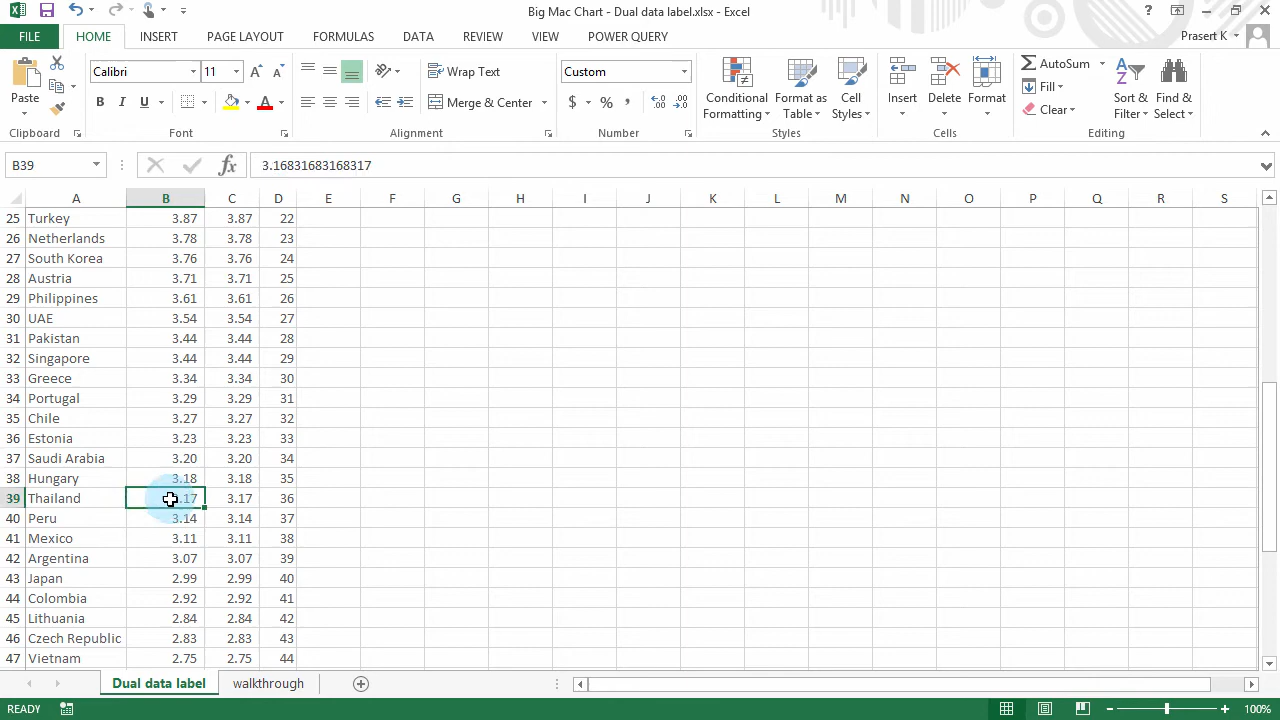 Big Mac Chart - Dual data label.xlsx - Excel
FILE HOME INSERT PAGE LAYOUT FORMULAS DATA REVIEW VIEW POWER QUERY Prasert K
Paste
Calibri 11
B I U A
Wrap Text
Merge & Center
Custom
$ % ,
Conditional Formatting
Format as Table
Cell Styles
Insert
Delete
Format
AutoSum
Fill
Clear
Sort & Filter
Find & Select
Clipboard Font Alignment Number Styles Cells Editing
B39 fx 3.16831683168317
A B C D E F G H I J K L M N O P Q R S
25 Turkey 3.87 3.87 22
26 Netherlands 3.78 3.78 23
27 South Korea 3.76 3.76 24
28 Austria 3.71 3.71 25
29 Philippines 3.61 3.61 26
30 UAE 3.54 3.54 27
31 Pakistan 3.44 3.44 28
32 Singapore 3.44 3.44 29
33 Greece 3.34 3.34 30
34 Portugal 3.29 3.29 31
35 Chile 3.27 3.27 32
36 Estonia 3.23 3.23 33
37 Saudi Arabia 3.20 3.20 34
38 Hungary 3.18 3.18 35
39 Thailand .17 3.17 36
40 Peru 3.14 3.14 37
41 Mexico 3.11 3.11 38
42 Argentina 3.07 3.07 39
43 Japan 2.99 2.99 40
44 Colombia 2.92 2.92 41
45 Lithuania 2.84 2.84 42
46 Czech Republic 2.83 2.83 43
47 Vietnam 2.75 2.75 44
Dual data label walkthrough
READY 100%